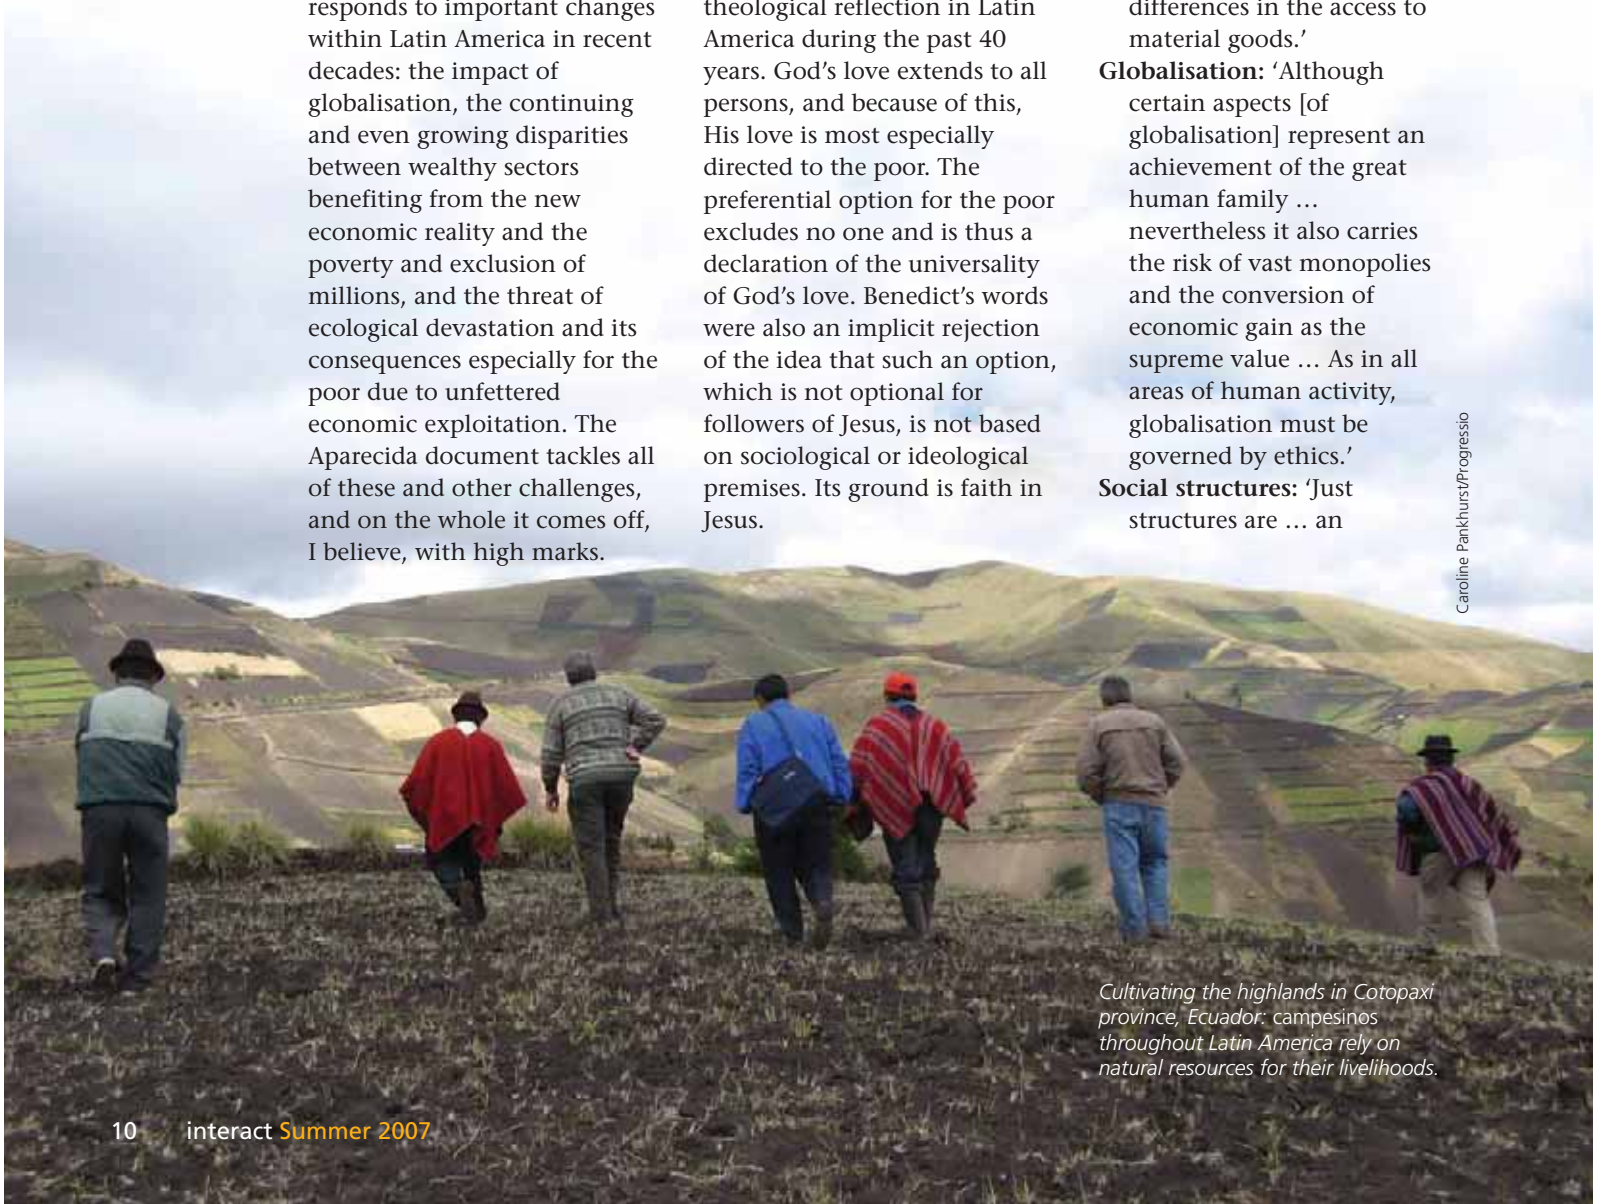 responds to important changes
within Latin America in recent
decades: the impact of
globalisation, the continuing
and even growing disparities
between wealthy sectors
benefiting from the new
economic reality and the
poverty and exclusion of
millions, and the threat of
ecological devastation and its
consequences especially for the
poor due to unfettered
economic exploitation. The
Aparecida document tackles all
of these and other challenges,
and on the whole it comes off,
I believe, with high marks.
theological reflection in Latin
America during the past 40
years. God’s love extends to all
persons, and because of this,
His love is most especially
directed to the poor. The
preferential option for the poor
excludes no one and is thus a
declaration of the universality
of God’s love. Benedict’s words
were also an implicit rejection
of the idea that such an option,
which is not optional for
followers of Jesus, is not based
on sociological or ideological
premises. Its ground is faith in
Jesus.
differences in the access to
material goods.’
Globalisation: ‘Although
certain aspects [of
globalisation] represent an
achievement of the great
human family …
nevertheless it also carries
the risk of vast monopolies
and the conversion of
economic gain as the
supreme value … As in all
areas of human activity,
globalisation must be
governed by ethics.’
Social structures: ‘Just
structures are … an
Caroline Pankhurst/Progressio
Cultivating the highlands in Cotopaxi
province, Ecuador: campesinos
throughout Latin America rely on
natural resources for their livelihoods.
10 interact Summer 2007